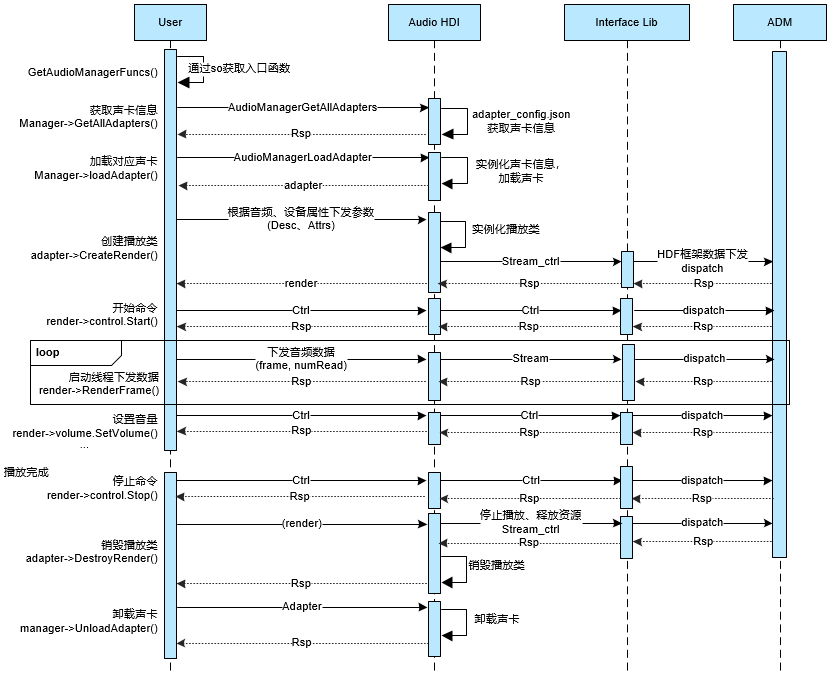 User
Audio HDI
Interface Lib
ADM
GetAudioManagerFuncs()
通过so获取入口函数
获取声卡信息
Manager->GetAllAdapters()
AudioManagerGetAllAdapters
adapter_config.json
获取声卡信息
Rsp
加载对应声卡
Manager->loadAdapter()
AudioManagerLoadAdapter
实例化声卡信息,
加载声卡
adapter
根据音频、设备属性下发参数
(Desc、Attrs)
实例化播放类
创建播放类
adapter->CreateRender()
Stream_ctrl
HDF框架数据下发
dispatch
render
Rsp
Rsp
开始命令
render->control.Start()
Ctrl
Ctrl
dispatch
Rsp
Rsp
Rsp
loop
下发音频数据
(frame, numRead)
Stream
dispatch
启动线程下发数据
render->RenderFrame()
Rsp
Rsp
Rsp
设置音量
render->volume.SetVolume()
...
Ctrl
Ctrl
dispatch
Rsp
Rsp
Rsp
播放完成
停止命令
render->control.Stop()
Ctrl
Ctrl
dispatch
Rsp
Rsp
Rsp
(render)
停止播放、释放资源
Stream_ctrl
dispatch
Rsp
Rsp
销毁播放类
adapter->DestroyRender()
销毁播放类
Rsp
卸载声卡
manager->UnloadAdapter()
Adapter
卸载声卡
Rsp